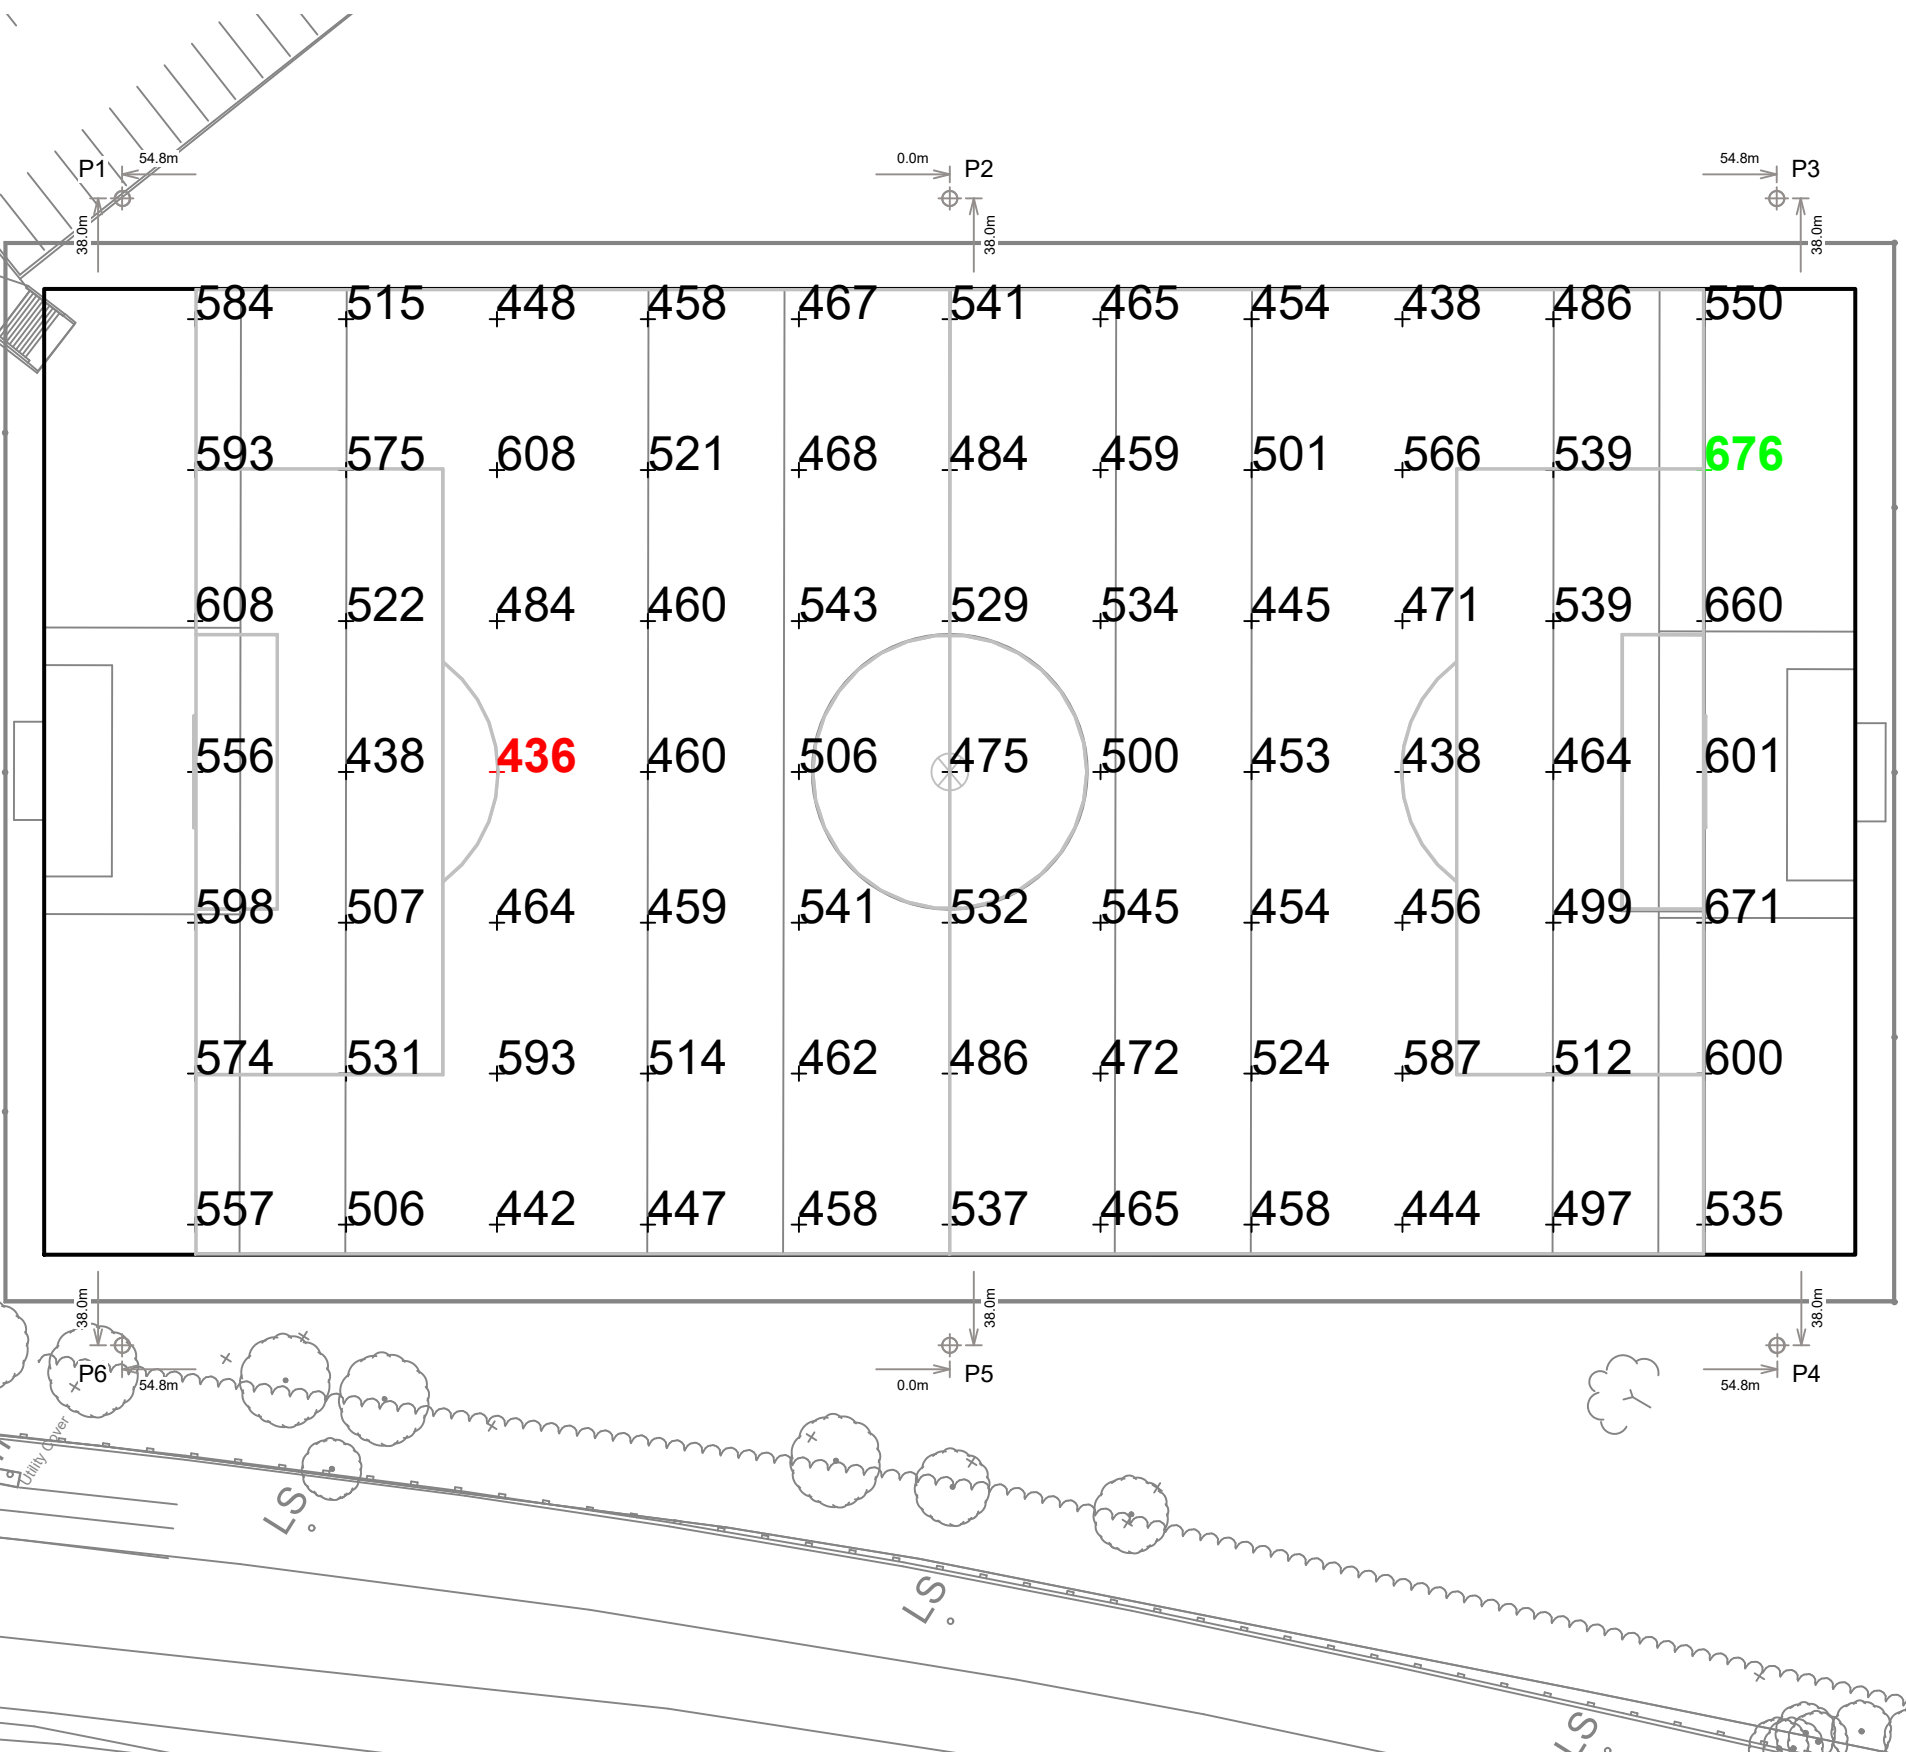 P1 54.8m 0.0m P2 54.8m P3
38.0m 38.0m 38.0m
584 515 448 458 467 541 465 454 438 486 550
593 575 608 521 468 484 459 501 566 539 676
608 522 484 460 543 529 534 445 471 539 660
556 438 436 460 506 475 500 453 438 464 601
598 507 464 459 541 532 545 454 456 499 671
574 531 593 514 462 486 472 524 587 512 600
557 506 442 447 458 537 465 458 444 497 535
38.0m 38.0m 38.0m
P6 54.8m 0.0m P5 54.8m P4
Utility Cover
LS
LS
LS